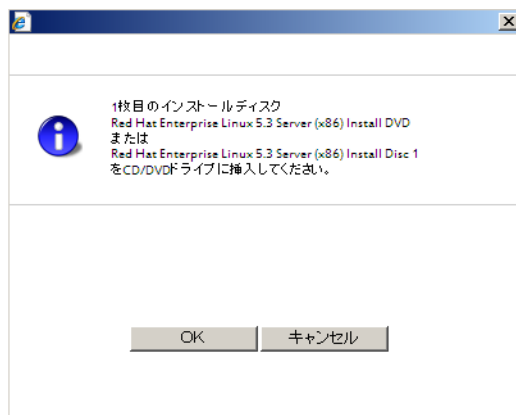 1枚目のインストールディスク
Red Hat Enterprise Linux 5.3 Server (x86) Install DVD
または
Red Hat Enterprise Linux 5.3 Server (x86) Install Disc 1
をCD/DVDドライブに挿入してください。
OK
キャンセル